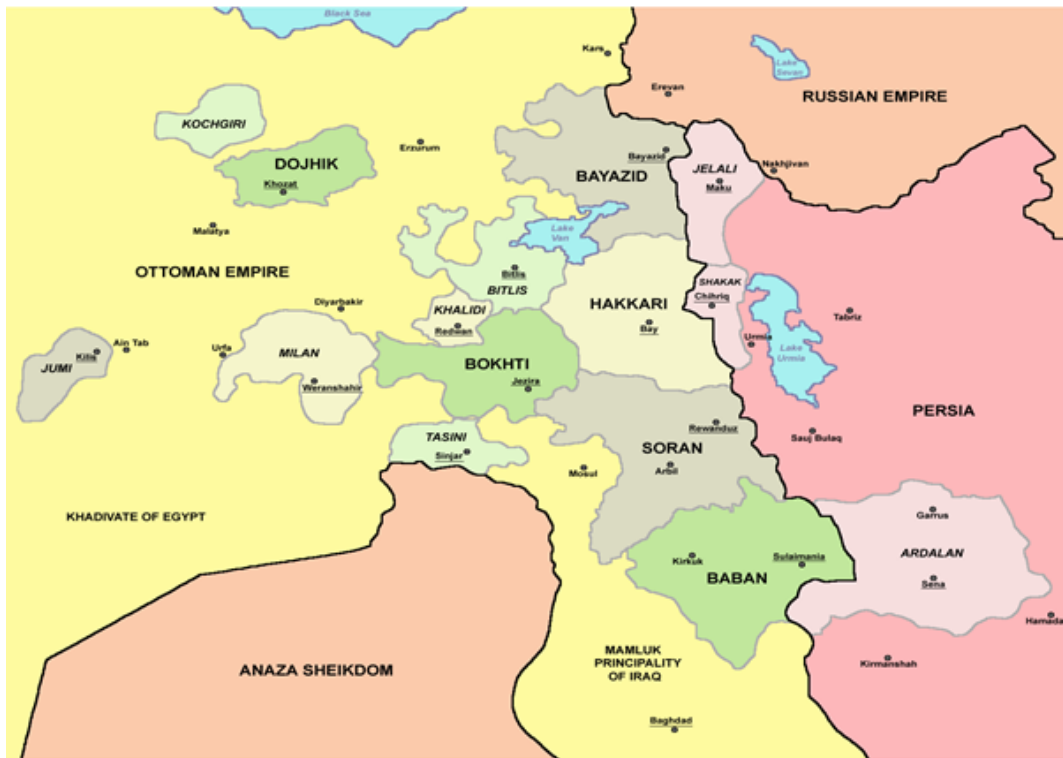 Black Sea
Kars
Lake
Sevan
Erevan
RUSSIAN EMPIRE
KOCHGIRI
DOJHIK
Khozat
Erzurum
Bayazid
BAYAZID
JELALI
Maku
Nakhjivan
Malatya
Lake
Van
OTTOMAN EMPIRE
Bitlis
BITLIS
SHAKAK
Chihriq
HAKKARI
Bay
Diyarbakir
KHALIDI
Redwan
Tabriz
Urmia
Lake
Urmia
Ain Tab
Kilis
JUMI
Urfa
MILAN
Weranshahir
BOKHTI
Jezira
PERSIA
Rewanduz
SORAN
Arbil
Sauj Bulaq
TASINI
Sinjar
Mosul
KHADIVATE OF EGYPT
Garrus
ARDALAN
Sena
Kirkuk
Sulaimania
BABAN
Hamada
ANAZA SHEIKDOM
MAMLUK
PRINCIPALITY
OF IRAQ
Kirmanshah
Baghdad